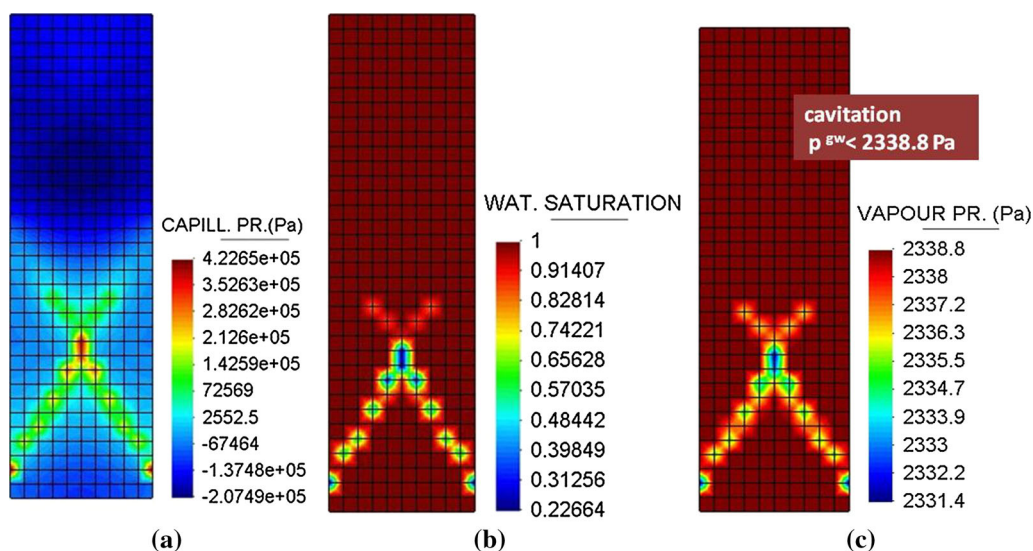 CAPILL. PR.(Pa)
4.2265e+05
3.5263e+05
2.8262e+05
2.126e+05
1.4259e+05
72569
2552.5
-67464
-1.3748e+05
-2.0749e+05
(a)
WAT. SATURATION
1
0.91407
0.82814
0.74221
0.65628
0.57035
0.48442
0.39849
0.31256
0.22664
(b)
cavitation
p gw< 2338.8 Pa
VAPOUR PR. (Pa)
2338.8
2338
2337.2
2336.3
2335.5
2334.7
2333.9
2333
2332.2
2331.4
(c)